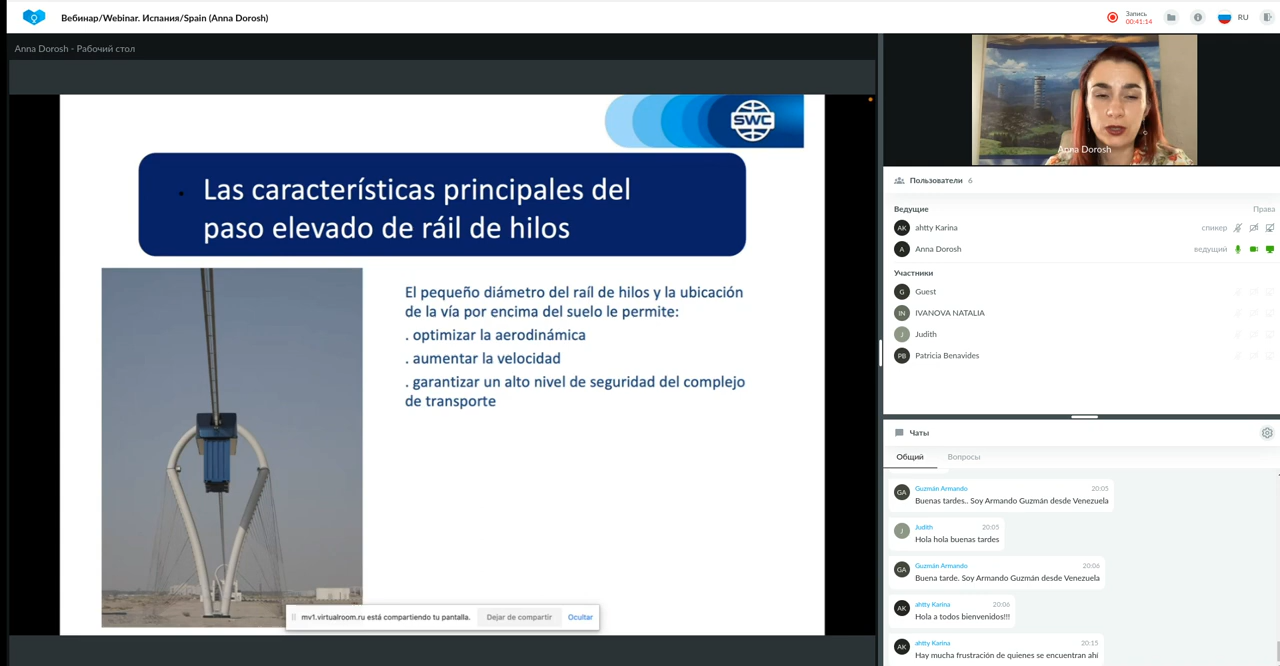 Вебинар/Webinar. Испания/Spain (Anna Dorosh)
Запись
00:41:14
RU
Anna Dorosh - Рабочий стол
SWC
• Las características principales del
paso elevado de ráil de hilos
El pequeño diámetro del raíl de hilos y la ubicación
de la vía por encima del suelo le permite:
. optimizar la aerodinámica
. aumentar la velocidad
. garantizar un alto nivel de seguridad del complejo
de transporte
mv1.virtualroom.ru está compartiendo tu pantalla.
Dejar de compartir
Ocultar
Anna Dorosh
Пользователи 6
Ведущие
Права
AK ahtty Karina спикер
A Anna Dorosh ведущий
Участники
G Guest
IN IVANOVA NATALIA
J Judith
PB Patricia Benavides
Чаты
Общий Вопросы
GA Guzmán Armando 20:05
Buenas tardes.. Soy Armando Guzmán desde Venezuela
J Judith 20:05
Hola hola buenas tardes
GA Guzmán Armando 20:06
Buena tarde. Soy Armando Guzmán desde Venezuela
AK ahtty Karina 20:06
Hola a todos bienvenidos!!!
AK ahtty Karina 20:15
Hay mucha frustración de quienes se encuentran ahí